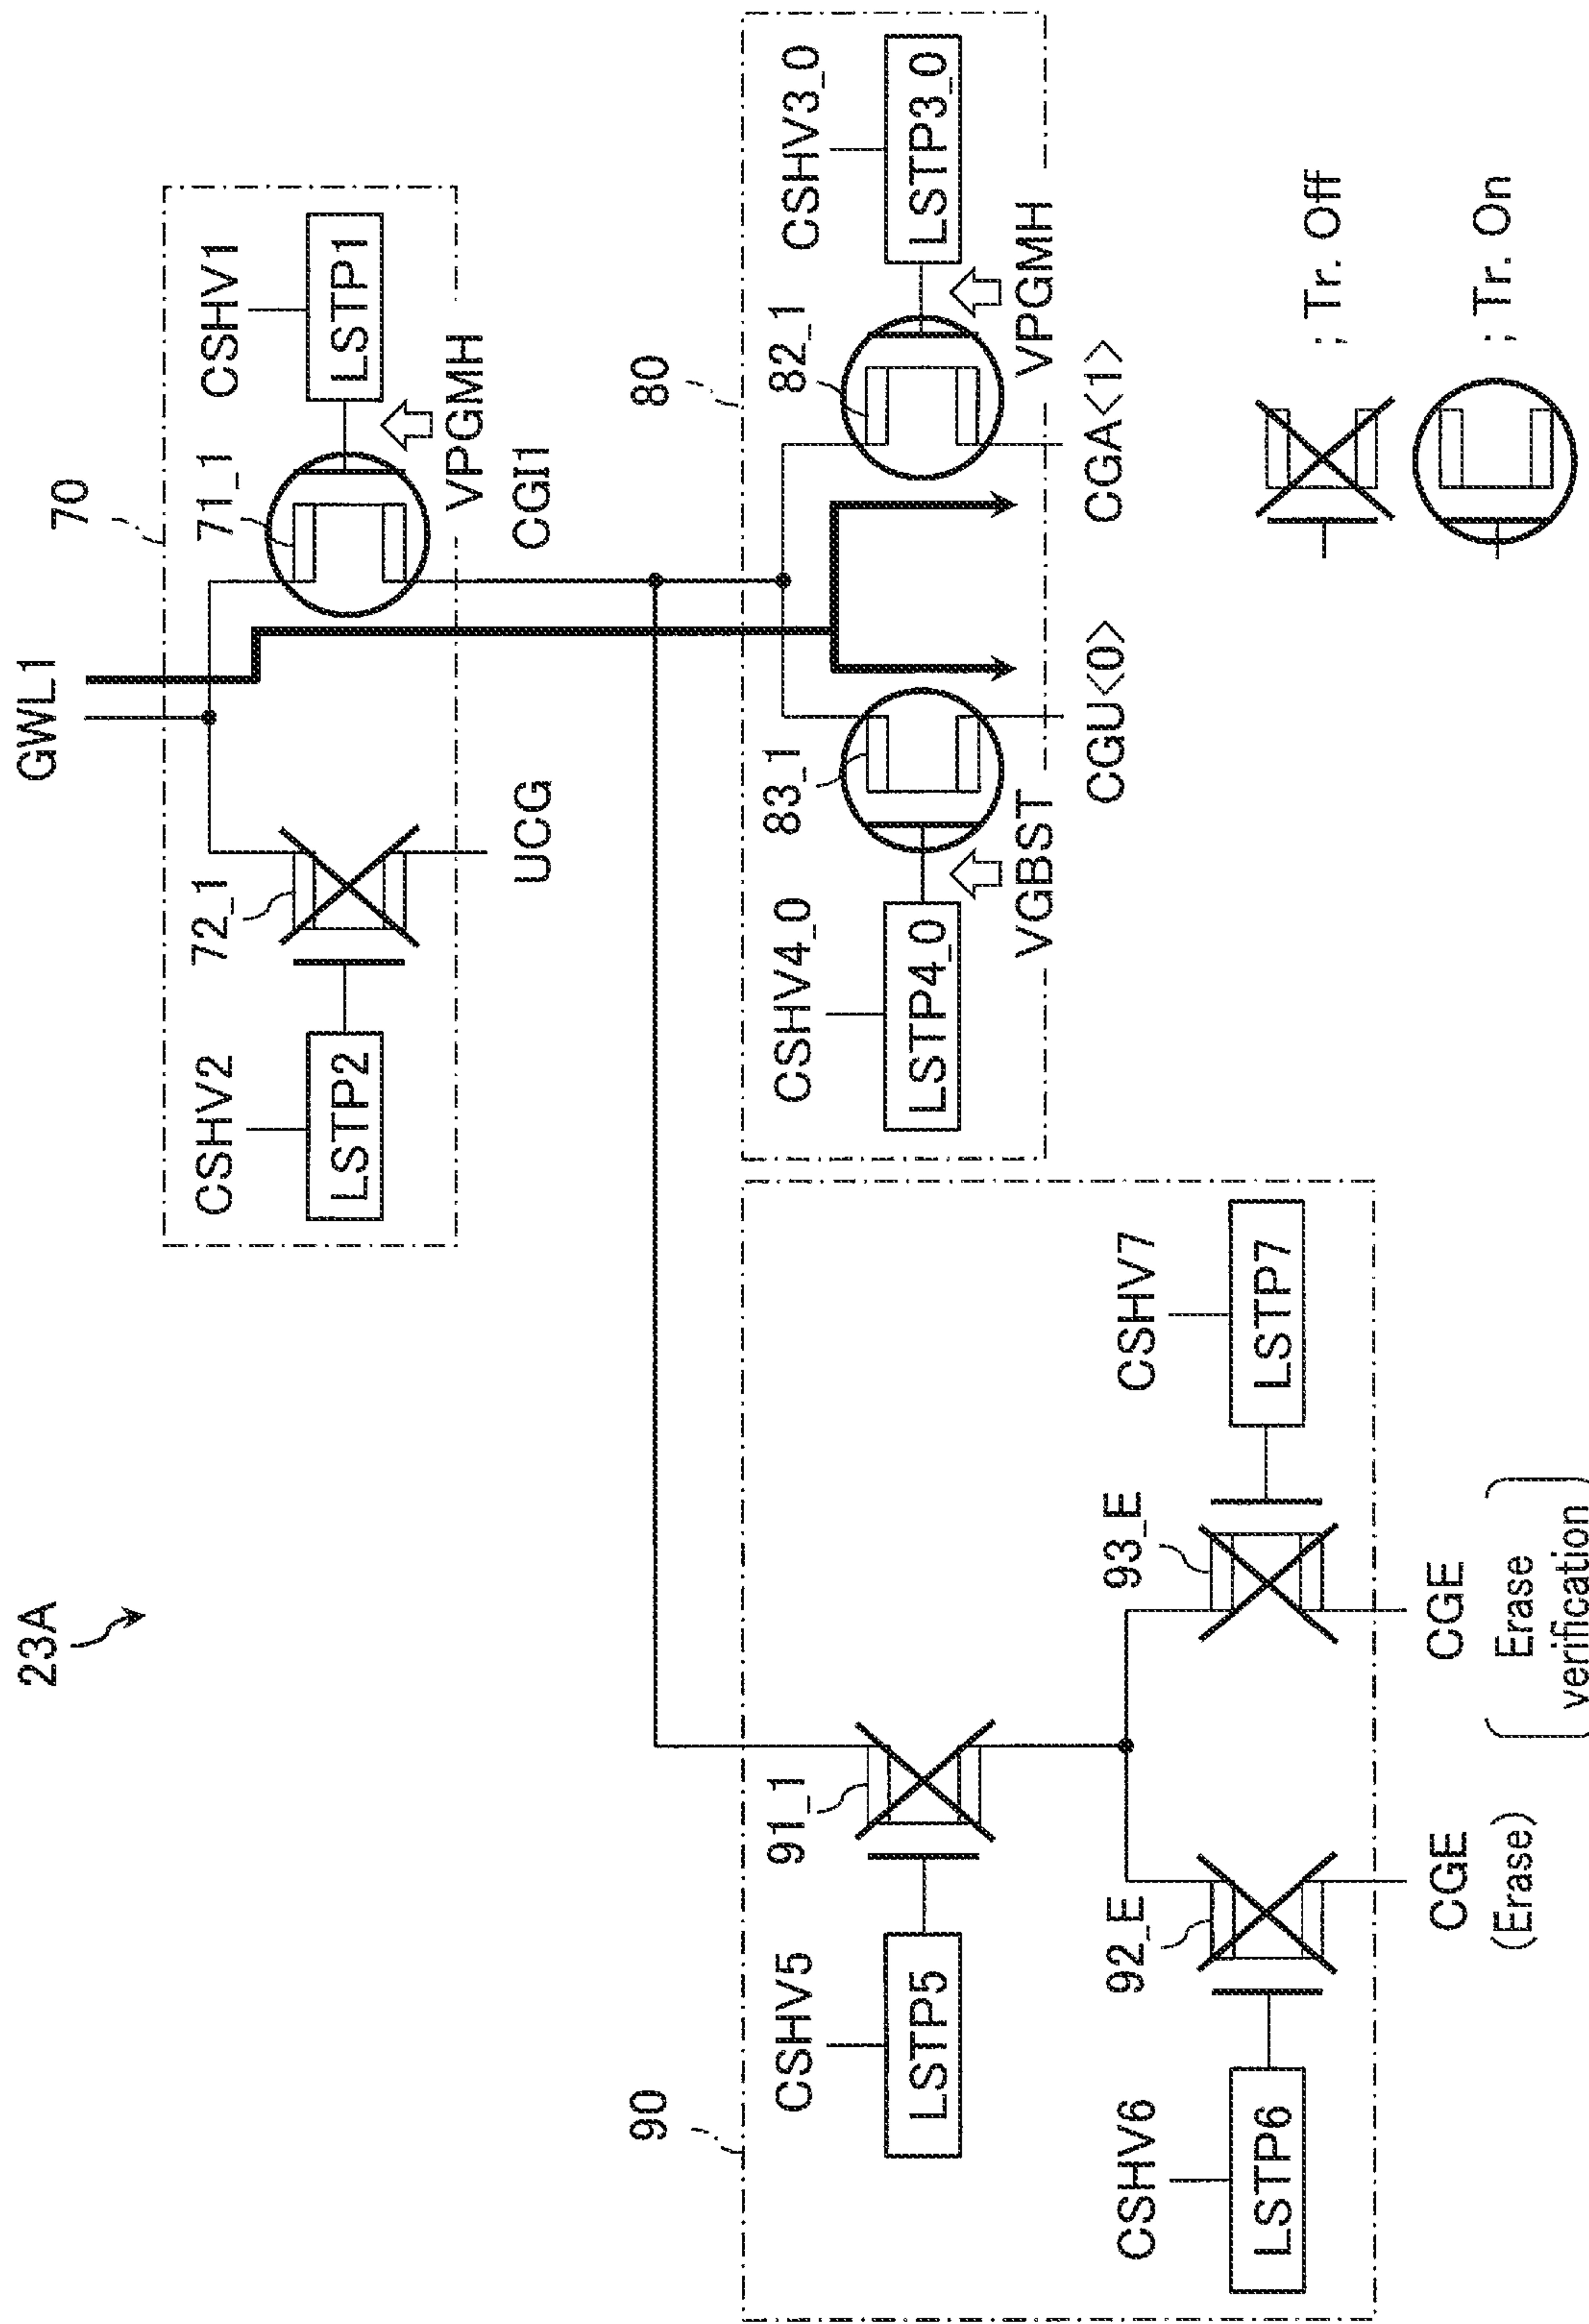 23A
GWL1
70
CSHV2
72_1
71_1
CSHV1
LSTP2
LSTP1
VPGMH
UCG
CGI1
90
80
CSHV5
91_1
CSHV4_0
83_1
82_1
CSHV3_0
LSTP5
LSTP4_0
LSTP3_0
VGBST
VPGMH
CGU<0>
CGA<1>
CSHV6
92_E
93_E
CSHV7
LSTP6
LSTP7
; Tr. Off
CGE
(Erase)
CGE
Erase
verification
; Tr. On